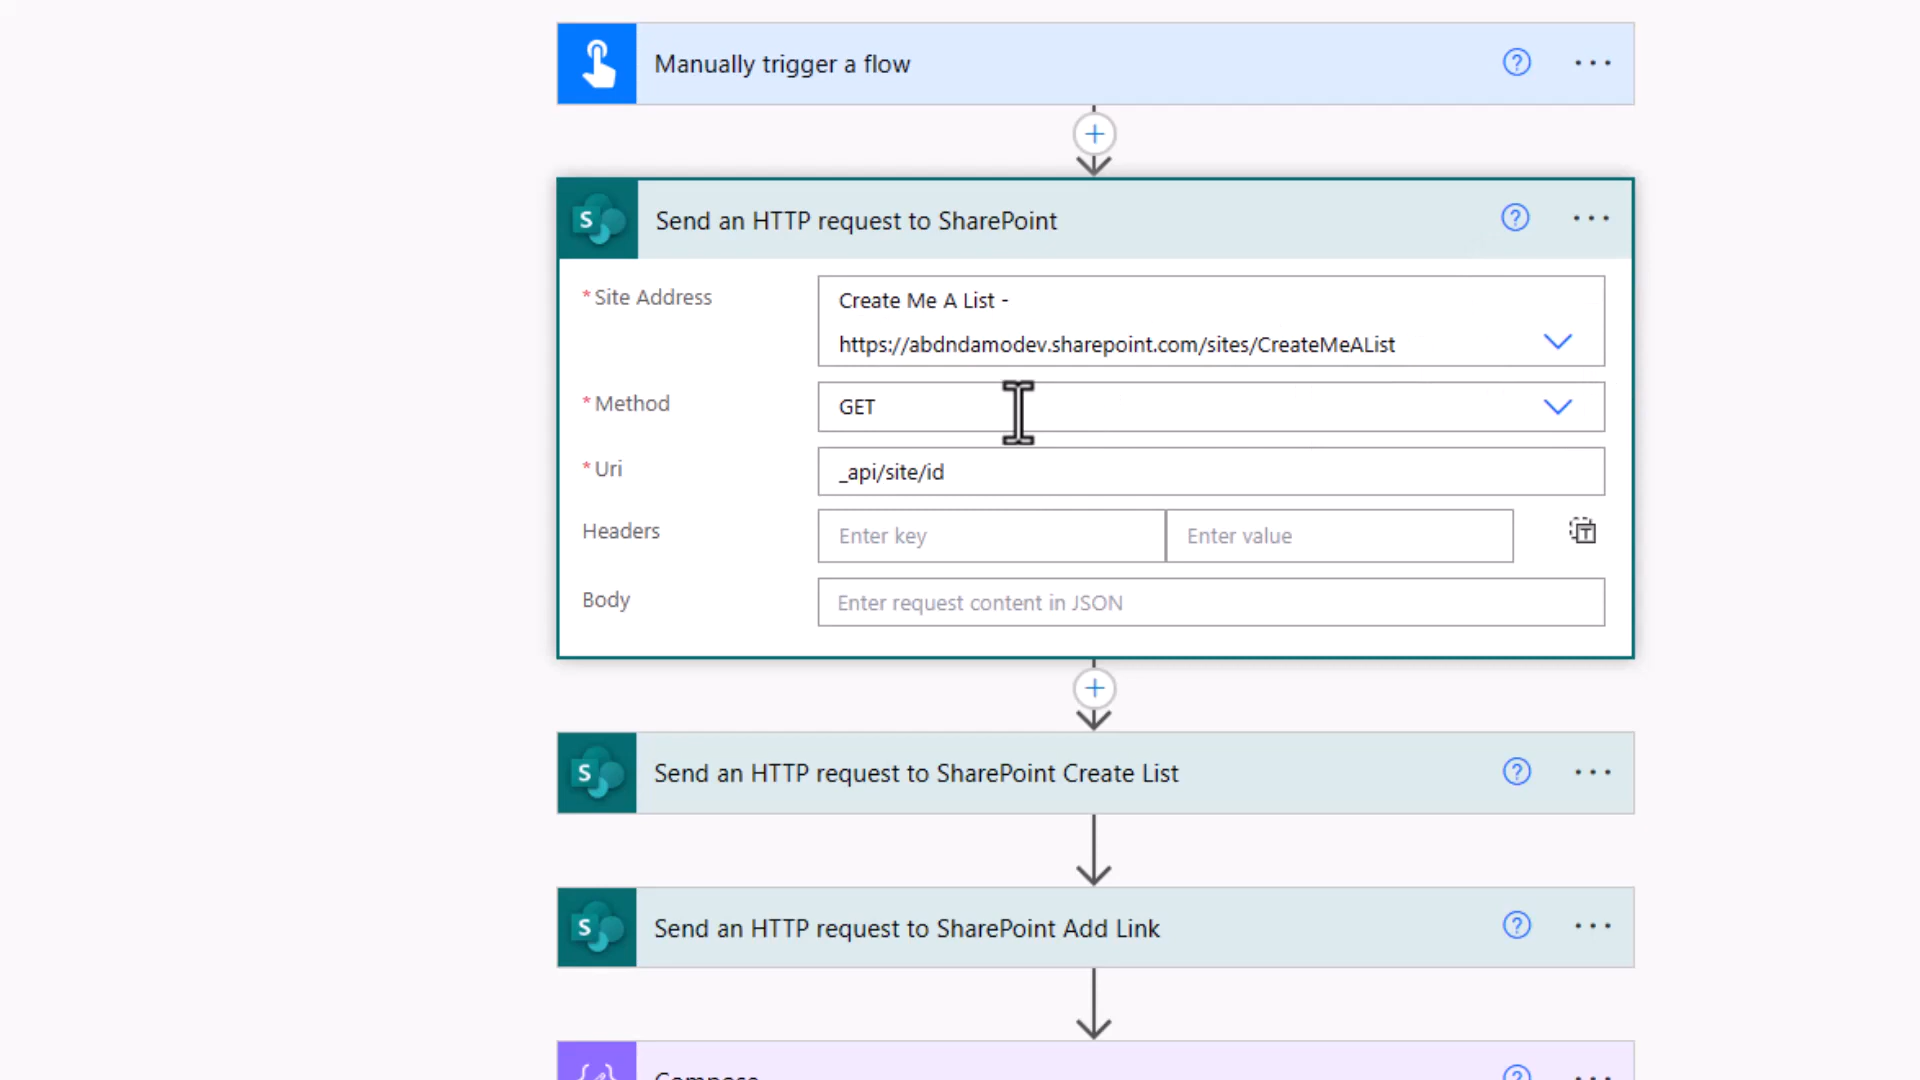 Manually trigger a flow
Send an HTTP request to SharePoint
* Site Address
Create Me A List -
https://abdndamodev.sharepoint.com/sites/CreateMeAList
* Method
GET
* Uri
_api/site/id
Headers
Enter key
Enter value
Body
Enter request content in JSON
Send an HTTP request to SharePoint Create List
Send an HTTP request to SharePoint Add Link
Compose